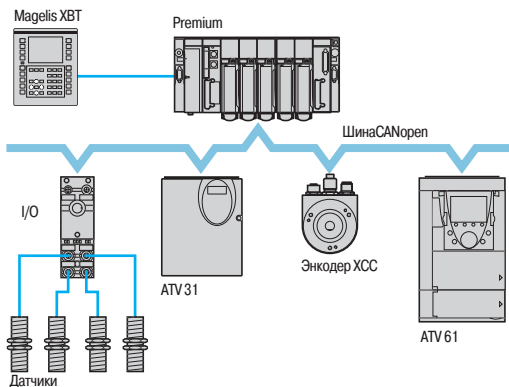 Magelis XBT
Premium
ШинаCANopen
I/O
ATV 31
Энкодер XCC
ATV 61
Датчики